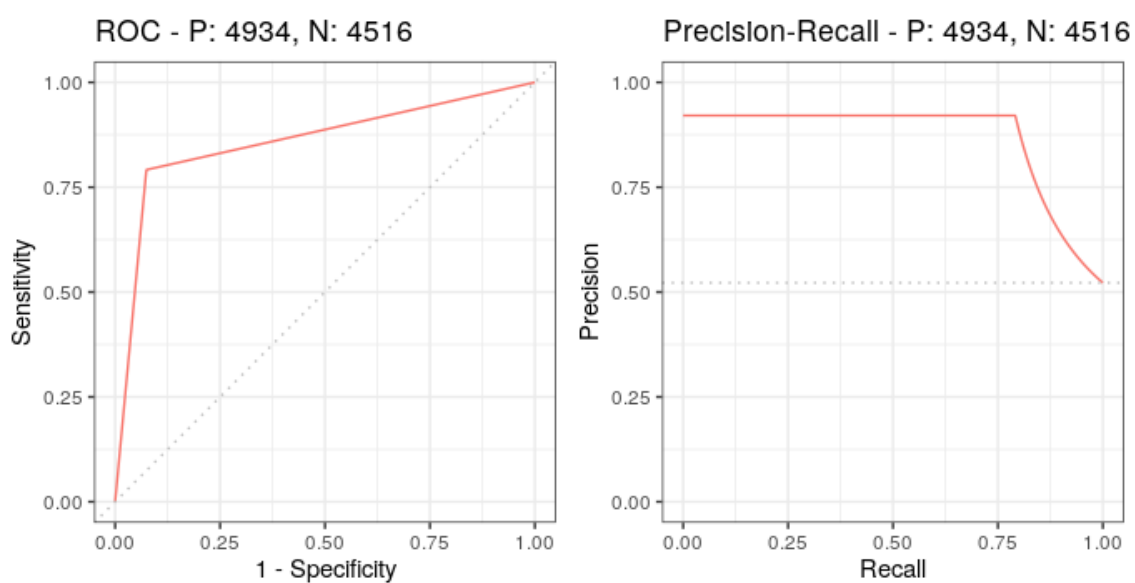 ROC - P: 4934, N: 4516
1.00
0.75
0.50
0.25
0.00
Sensitivity
0.00 0.25 0.50 0.75 1.00
1 - Specificity
Precision-Recall - P: 4934, N: 4516
1.00
0.75
0.50
0.25
0.00
Precision
0.00 0.25 0.50 0.75 1.00
Recall